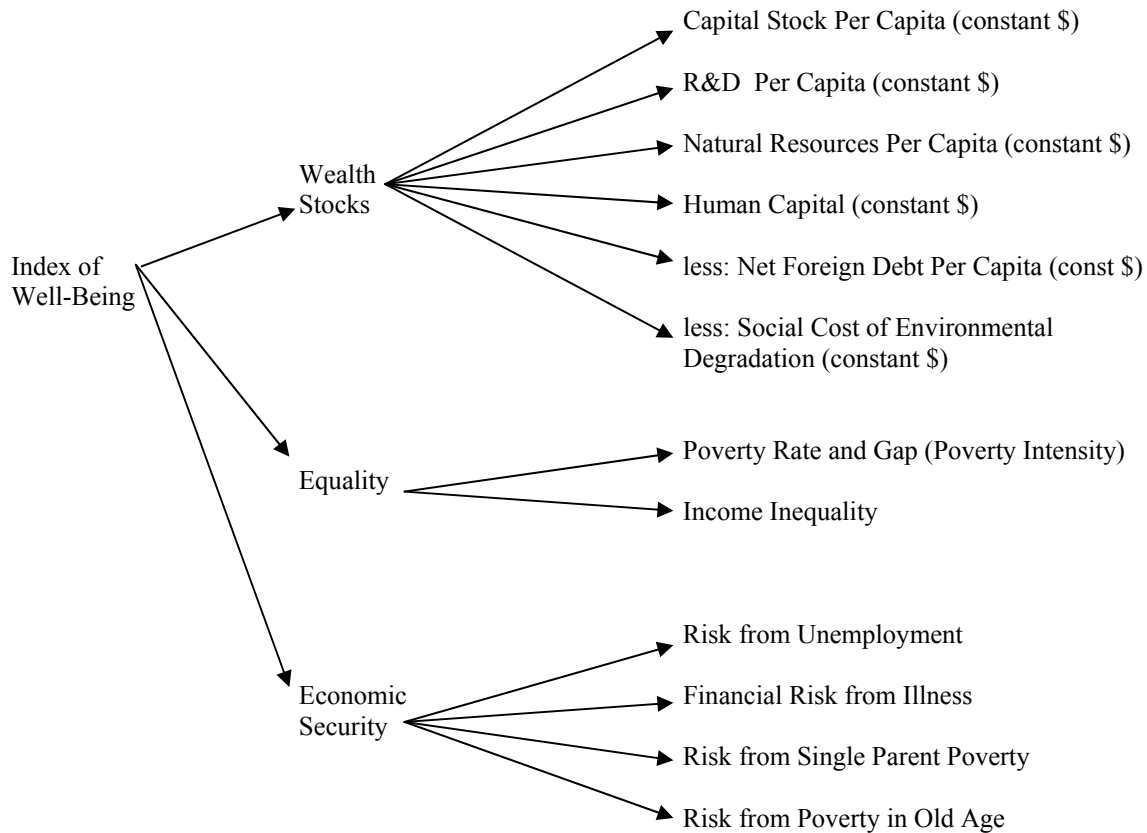 Capital Stock Per Capita (constant $)
R&D  Per Capita (constant $)
Natural Resources Per Capita (constant $)
Wealth
Stocks
Human Capital (constant $)
Index of
Well-Being
less: Net Foreign Debt Per Capita (const $)
less: Social Cost of Environmental
Degradation (constant $)
Equality
Poverty Rate and Gap (Poverty Intensity)
Income Inequality
Economic
Security
Risk from Unemployment
Financial Risk from Illness
Risk from Single Parent Poverty
Risk from Poverty in Old Age